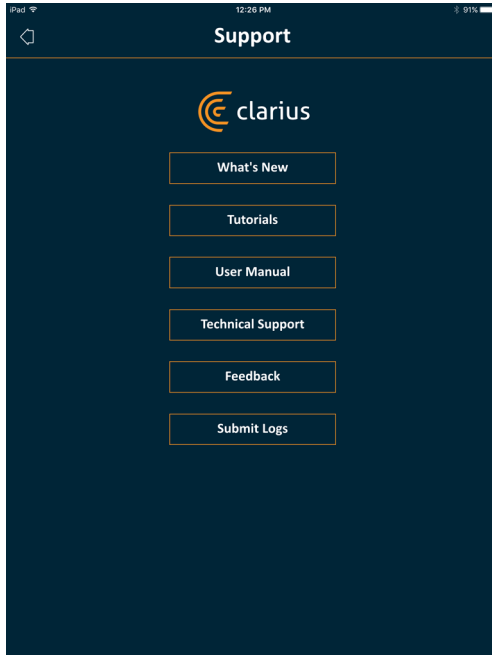 iPad 12:26 PM 91%
Support
clarius
What's New
Tutorials
User Manual
Technical Support
Feedback
Submit Logs